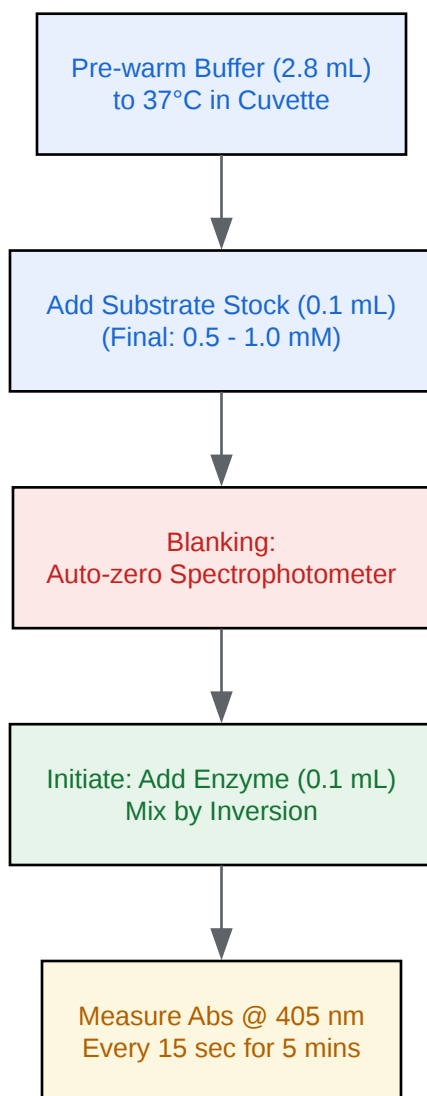 Pre-warm Buffer (2.8 mL)
to 37°C in Cuvette
Add Substrate Stock (0.1 mL)
(Final: 0.5 - 1.0 mM)
Blanking:
Auto-zero Spectrophotometer
Initiate: Add Enzyme (0.1 mL)
Mix by Inversion
Measure Abs @ 405 nm
Every 15 sec for 5 mins